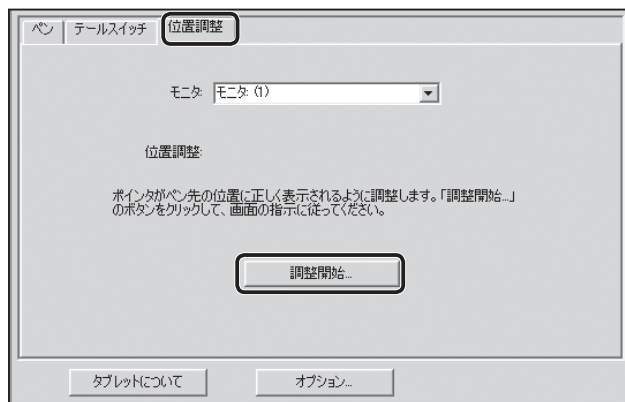 ペン テールスイッチ 位置調整
モニタ: モニタ (1)
位置調整:
ポインタがペン先の位置に正しく表示されるように調整します。「調整開始...」
のボタンをクリックして、画面の指示に従ってください。
調整開始...
タブレットについて オプション...